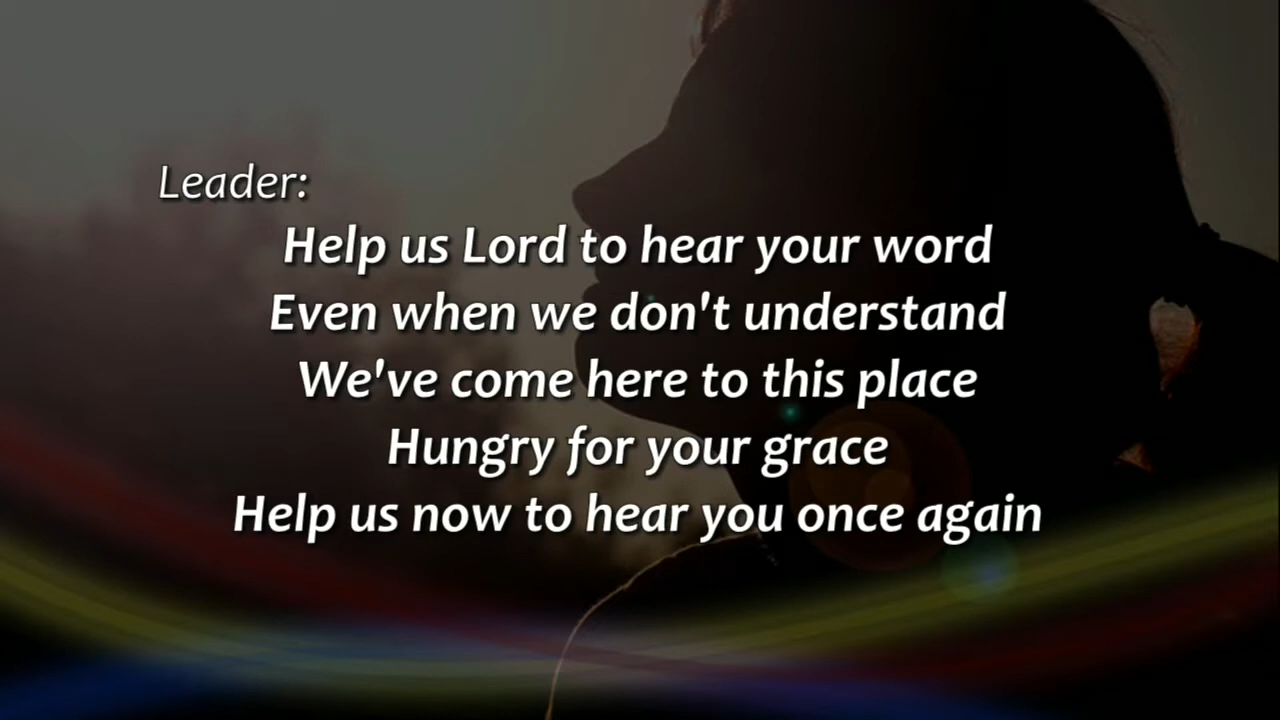 Leader:
Help us Lord to hear your word
Even when we don't understand
We've come here to this place
Hungry for your grace
Help us now to hear you once again